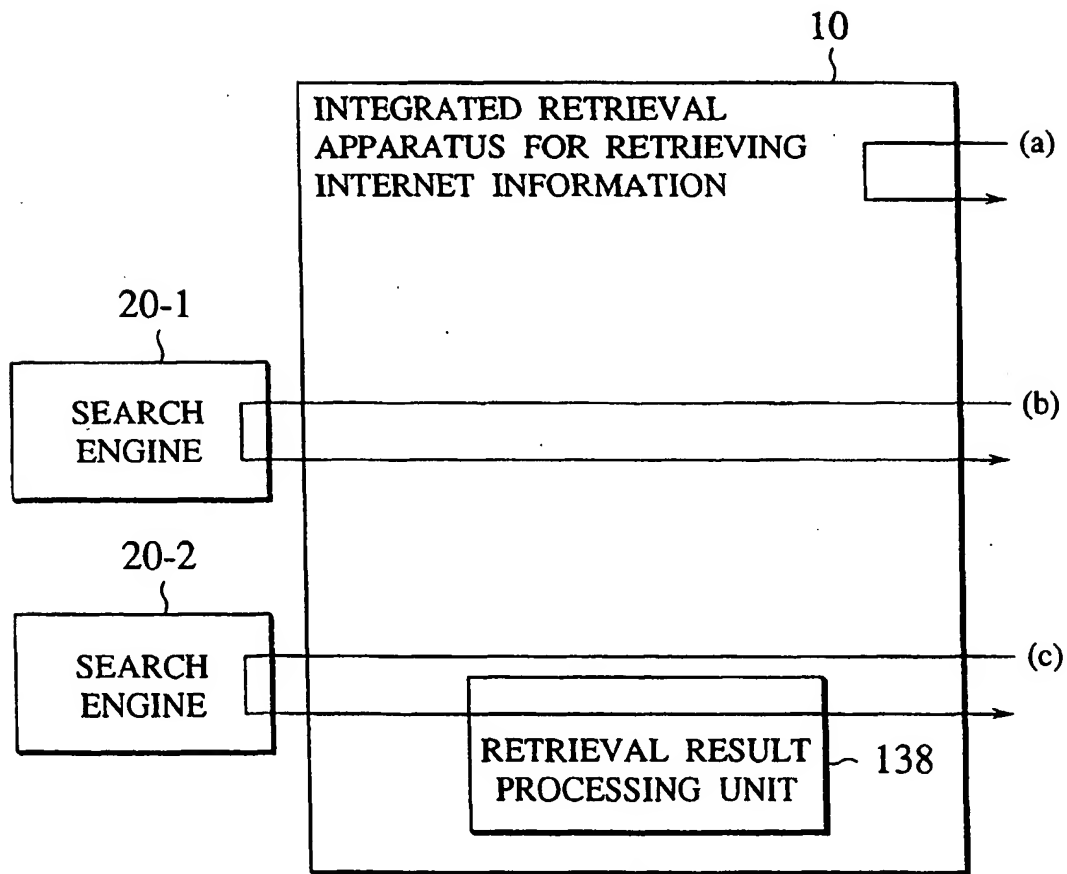 10
INTEGRATED RETRIEVAL
APPARATUS FOR RETRIEVING
INTERNET INFORMATION
(a)
20-1
SEARCH
ENGINE
(b)
20-2
SEARCH
ENGINE
(c)
RETRIEVAL RESULT
PROCESSING UNIT
138